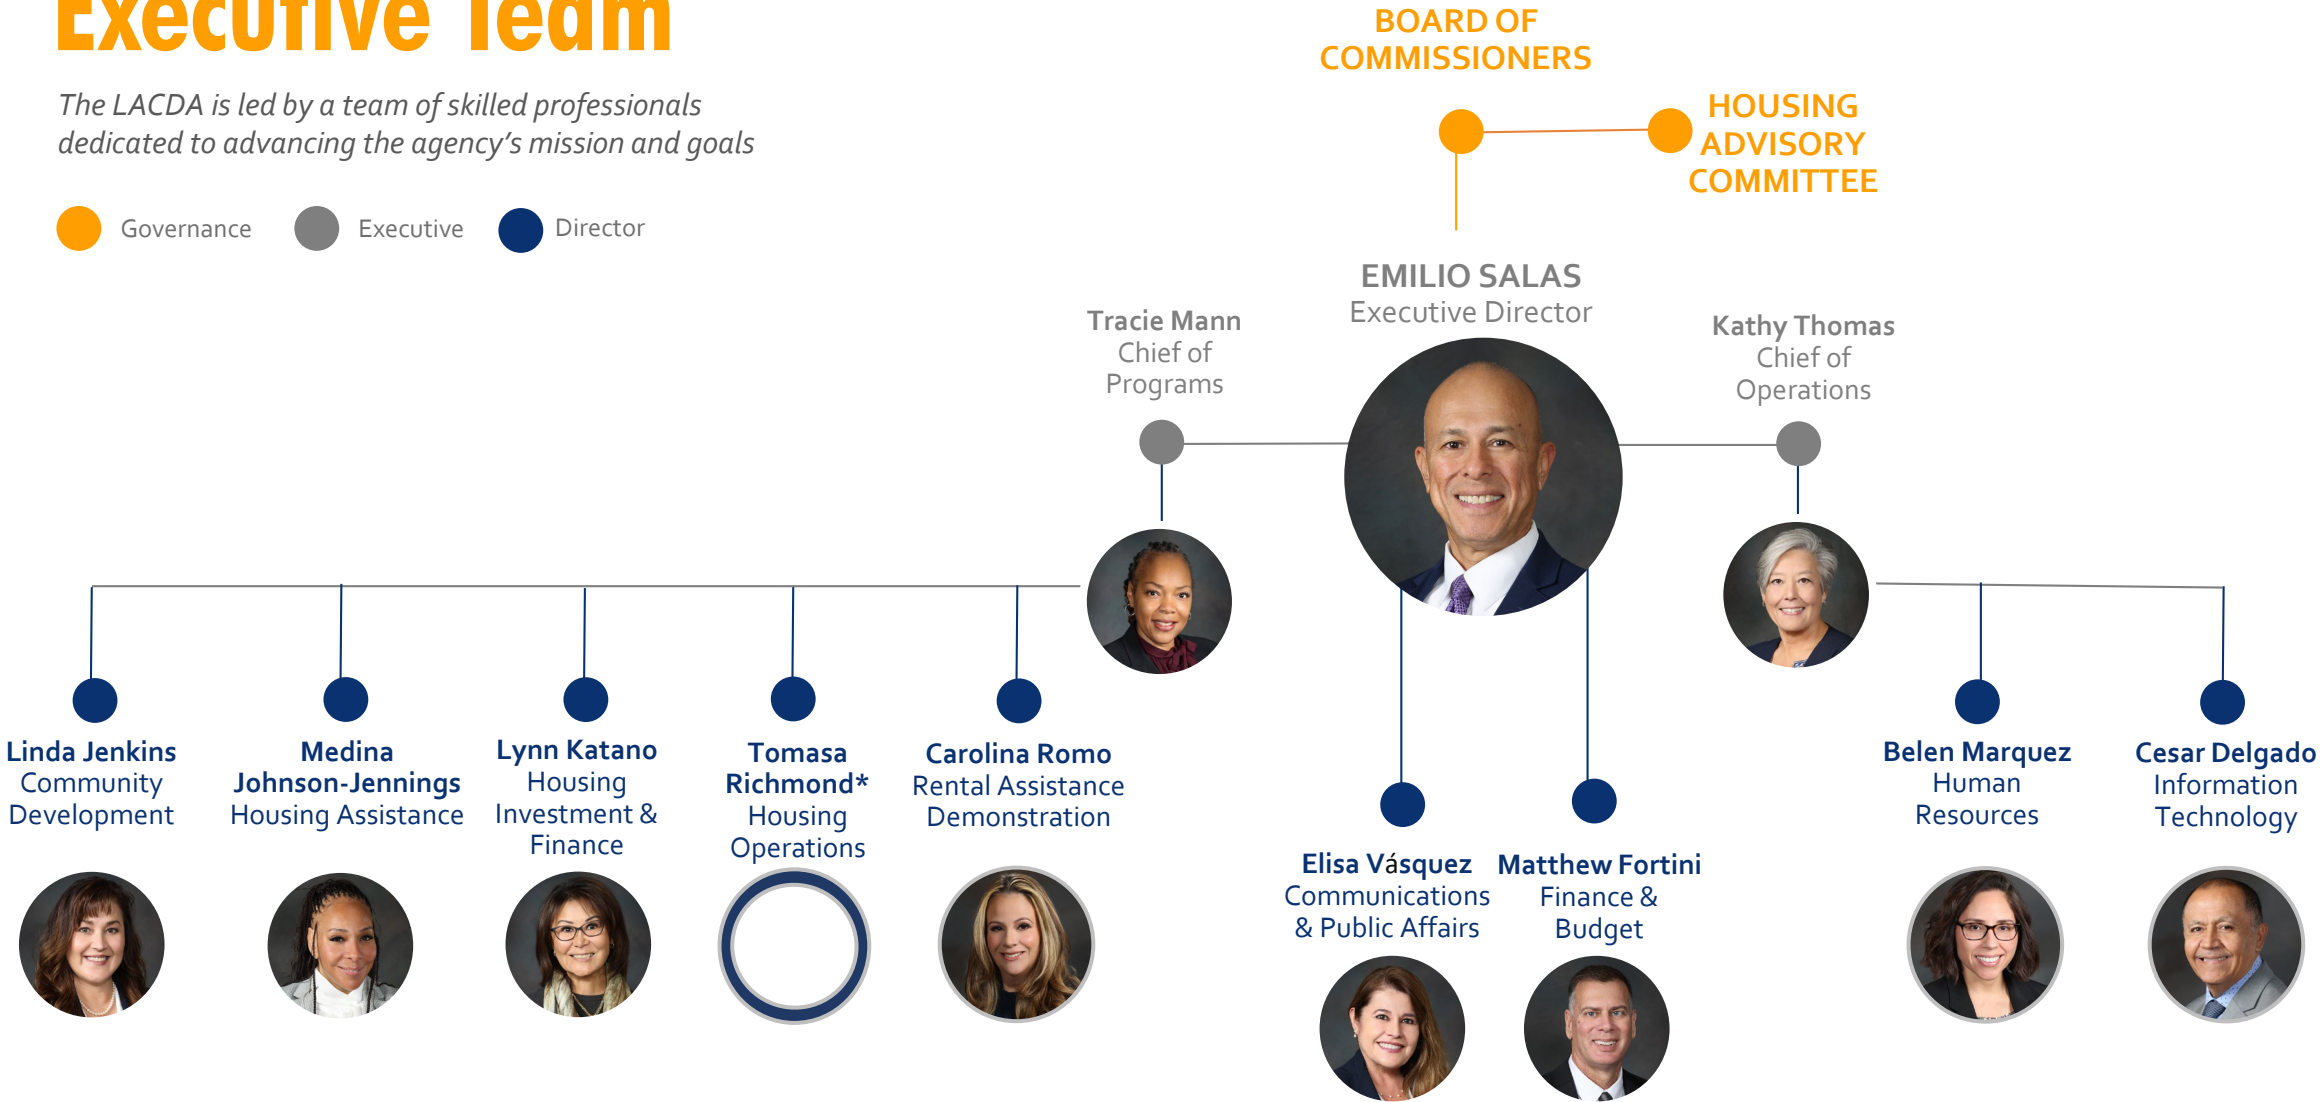 Executive Team
The LACDA is led by a team of skilled professionals
dedicated to advancing the agency's mission and goals
Governance
Executive
Director
BOARD OF
COMMISSIONERS
HOUSING
ADVISORY
COMMITTEE
EMILIO SALAS
Executive Director
Tracie Mann
Chief of
Programs
Kathy Thomas
Chief of
Operations
Linda Jenkins
Community
Development
Medina
Johnson-Jennings
Housing Assistance
Lynn Katano
Housing
Investment &
Finance
Tomasa
Richmond*
Housing
Operations
Carolina Romo
Rental Assistance
Demonstration
Elisa Vásquez
Communications
& Public Affairs
Matthew Fortini
Finance &
Budget
Belen Marquez
Human
Resources
Cesar Delgado
Information
Technology